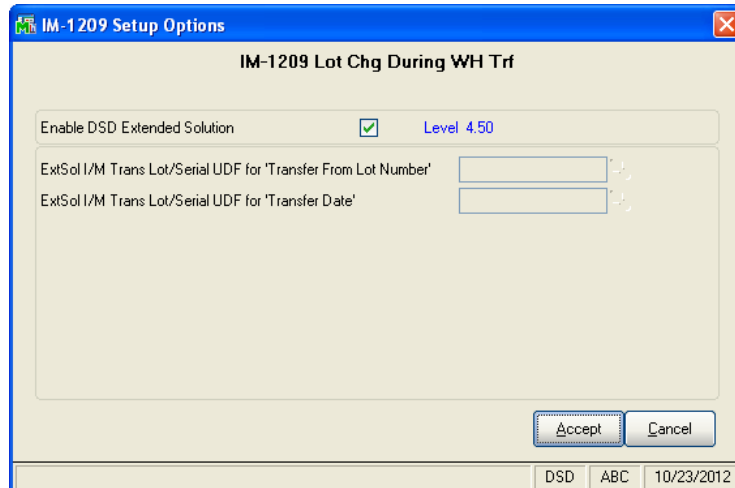 IM-1209 Setup Options
IM-1209 Lot Chg During WH Trf
Enable DSD Extended Solution Level 4.50
ExtSol I/M Trans Lot/Serial UDF for 'Transfer From Lot Number'
ExtSol I/M Trans Lot/Serial UDF for 'Transfer Date'
Accept Cancel
DSD ABC 10/23/2012